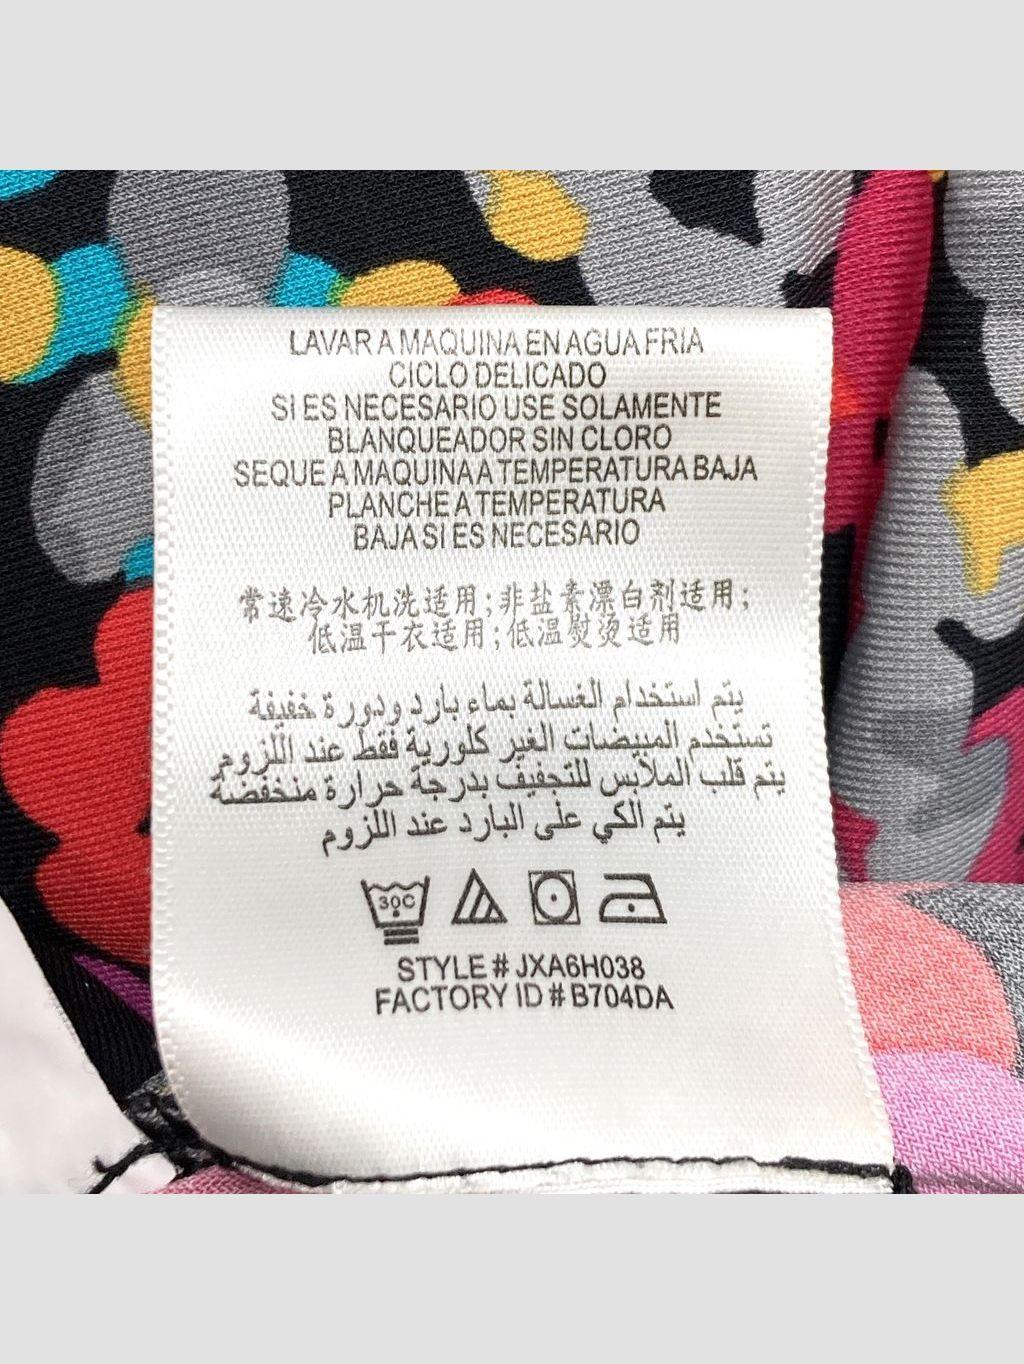 LAVAR A MAQUINA EN AGUA FRIA
CICLO DELICADO
SI ES NECESARIO USE SOLAMENTE
BLANQUEADOR SIN CLORO
SEQUE A MAQUINA A TEMPERATURA BAJA
PLANCHE A TEMPERATURA
BAJA SI ES NECESARIO
常速冷水机洗适用;非盐素漂白剂适用;
低温干衣适用;低温熨烫适用
يتم استخدام الغسالة بماء بارد ودورة خفيفة
تستخدم المبيضات الغير كلورية فقط عند اللزوم
يتم قلب الملابس للتجفيف بدرجة حرارة منخفضة
يتم الكي على البارد عند اللزوم
30C
STYLE # JXA6H038
FACTORY ID # B704DA